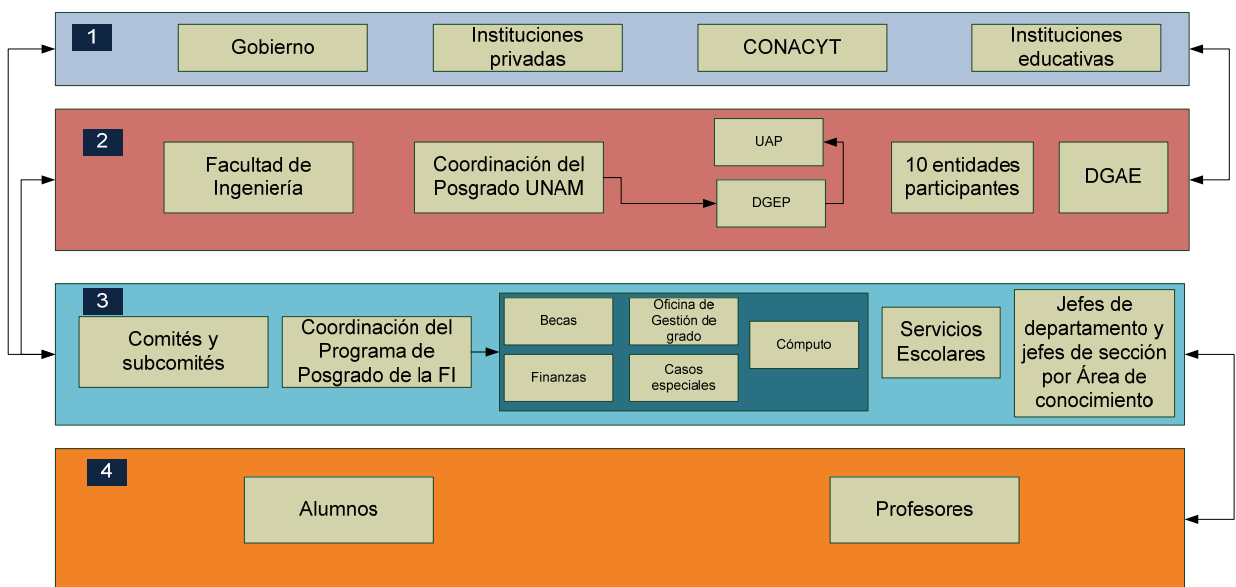 1
Gobierno
Instituciones
privadas
CONACYT
Instituciones
educativas
2
Facultad de
Ingeniería
Coordinación del
Posgrado UNAM
UAP
DGEP
10 entidades
participantes
DGAE
3
Comités y
subcomités
Coordinación del
Programa de
Posgrado de la FI
Becas
Finanzas
Oficina de
Gestión de
grado
Casos
especiales
Cómputo
Servicios
Escolares
Jefes de
departamento y
jefes de sección
por Área de
conocimiento
4
Alumnos
Profesores